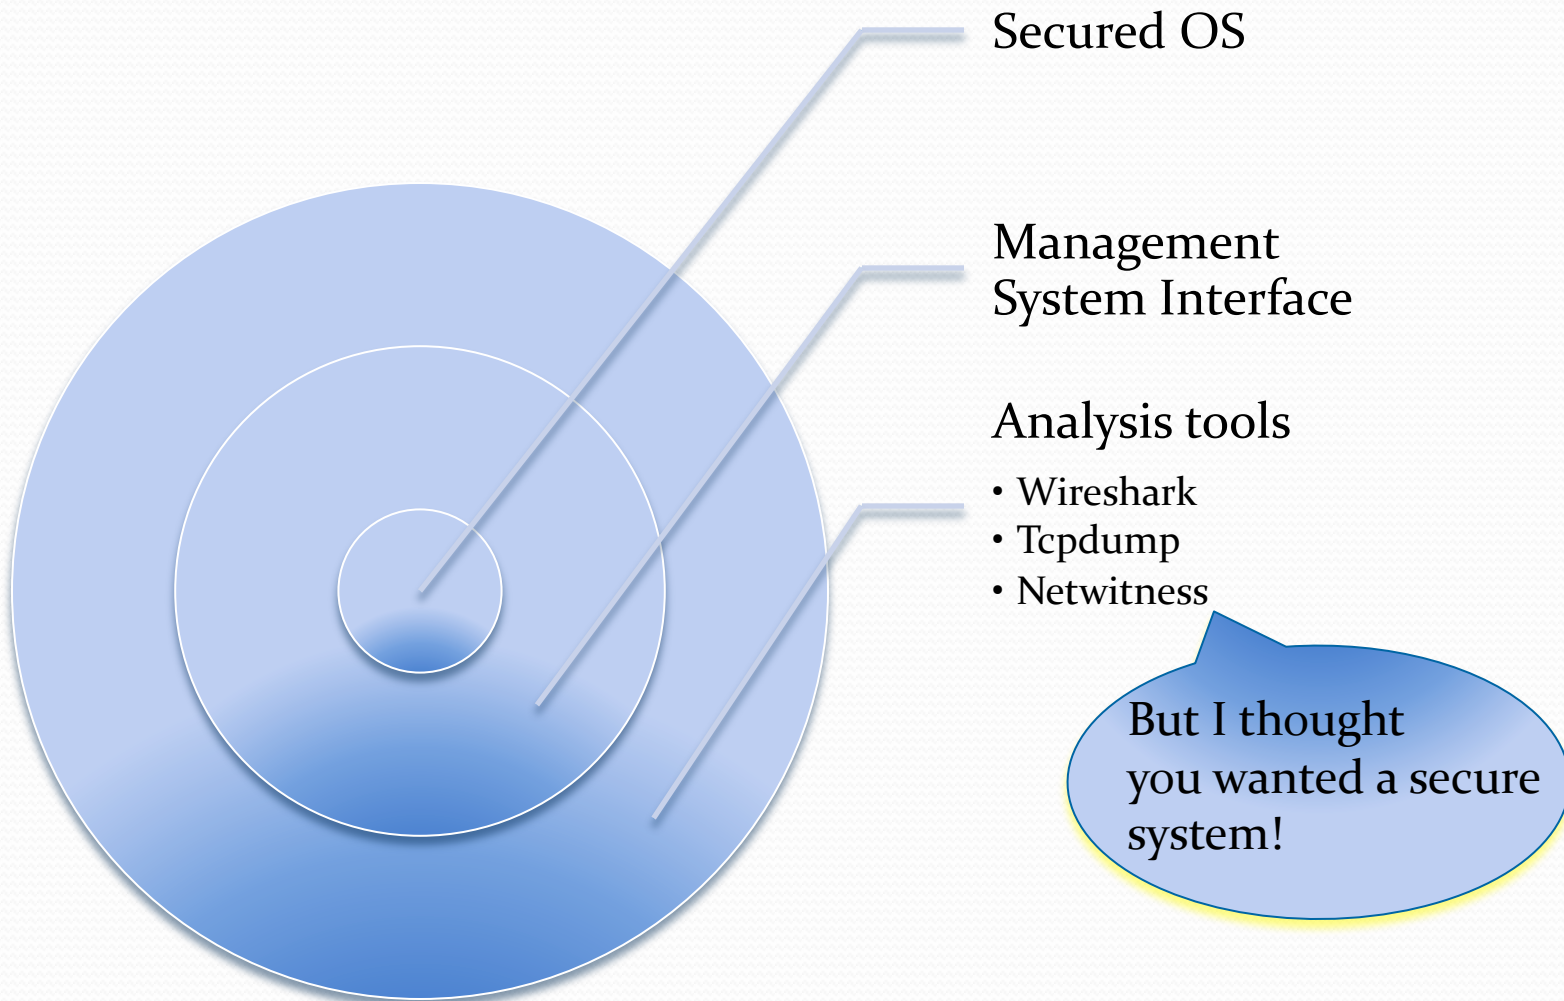 Secured OS
Management
System Interface
Analysis tools
• Wireshark
• Tcpdump
• Netwitness
But I thought
you wanted a secure
system!